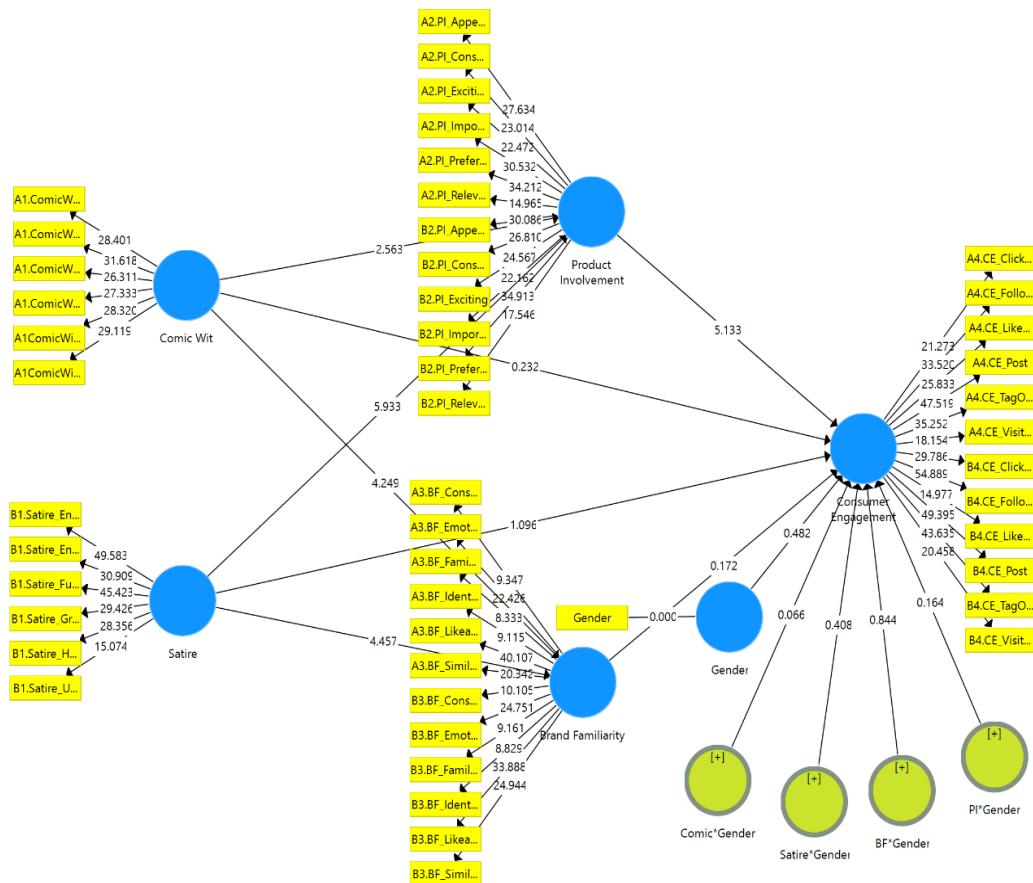 A2.PI_Appe...
A2.PI_Cons...
A2.PI_Exciti...
A2.PI_Impo...
A2.PI_Prefer...
A2.PI_Relev...
B2.PI_Appe...
B2.PI_Cons...
B2.PI_Exciting
B2.PI_Impor...
B2.PI_Prefer...
B2.PI_Relev...
27.634
23.014
22.472
30.532
34.212
14.965
30.086
26.810
24.567
22.162
34.913
17.546
Product
Involvement
A1.ComicW...
A1.ComicW...
A1.ComicW...
A1.ComicW...
A1ComicWi...
A1ComicWi...
28.401
31.618
26.311
27.333
28.320
29.119
Comic Wit
2.563
0.232
5.933
4.249
5.133
1.096
4.457
B1.Satire_En...
B1.Satire_En...
B1.Satire_Fu...
B1.Satire_Gr...
B1.Satire_H...
B1.Satire_U...
49.583
30.909
45.423
29.426
28.356
15.074
Satire
A3.BF_Cons...
A3.BF_Emot...
A3.BF_Fami...
A3.BF_Ident...
A3.BF_Likea...
A3.BF_Simil...
B3.BF_Cons...
B3.BF_Emot...
B3.BF_Famil...
B3.BF_Ident...
B3.BF_Likea...
B3.BF_Simil...
9.347
22.426
8.333
9.115
40.107
20.342
10.105
24.751
9.161
8.829
33.888
24.944
Brand Familiarity
Gender
0.000
Gender
0.172
0.482
A4.CE_Click...
A4.CE_Follo...
A4.CE_Like...
A4.CE_Post
A4.CE_TagO...
A4.CE_Visit...
B4.CE_Click...
B4.CE_Follo...
B4.CE_Like...
B4.CE_Post
B4.CE_TagO...
B4.CE_Visit...
21.273
33.520
25.833
47.519
35.252
18.154
29.786
54.889
14.977
49.395
43.635
20.456
Consumer
Engagement
0.066
0.408
0.844
0.164
[+]
Comic*Gender
[+]
Satire*Gender
[+]
BF*Gender
[+]
PI*Gender